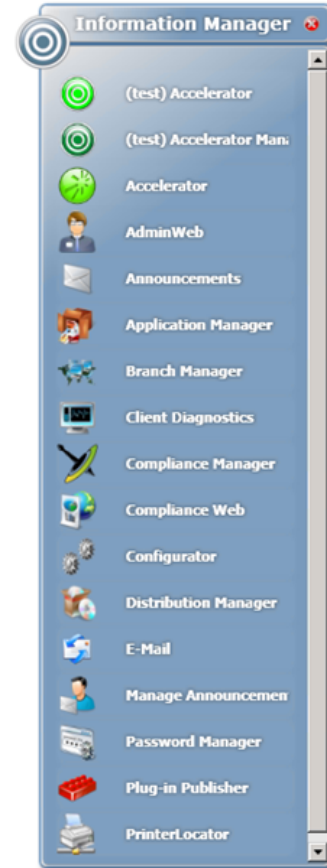 Information Manager
(test) Accelerator
(test) Accelerator Mana
Accelerator
AdminWeb
Announcements
Application Manager
Branch Manager
Client Diagnostics
Compliance Manager
Compliance Web
Configurator
Distribution Manager
E-Mail
Manage Announcemen
Password Manager
Plug-in Publisher
PrinterLocator